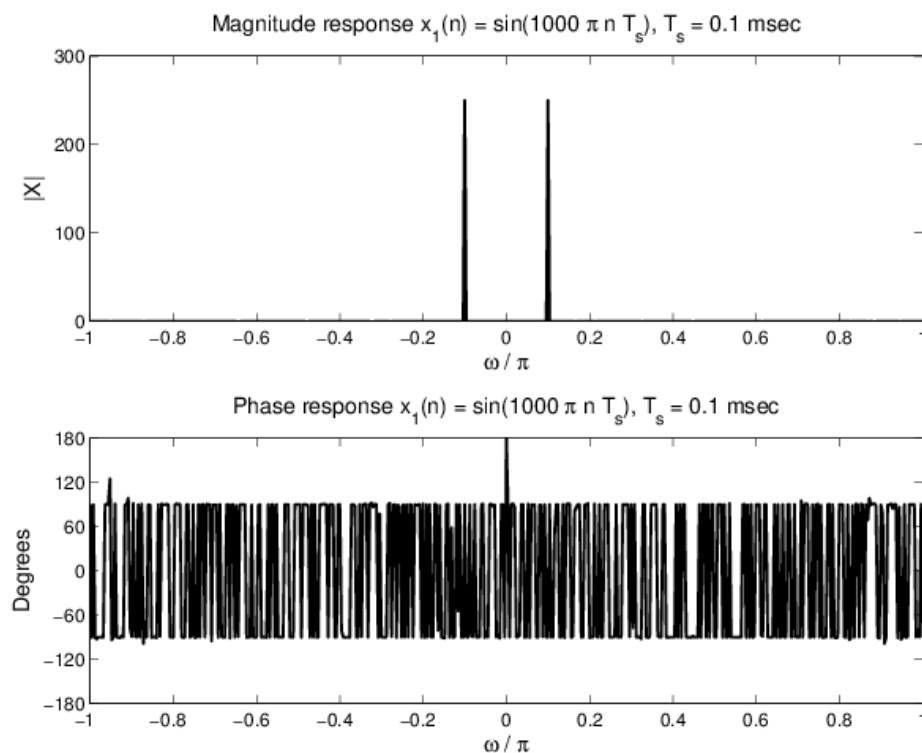 Magnitude response x₁(n) = sin(1000 π n Tₛ), Tₛ = 0.1 msec
300
200
100
0
|X|
−1 −0.8 −0.6 −0.4 −0.2 0 0.2 0.4 0.6 0.8 1
ω / π
Phase response x₁(n) = sin(1000 π n Tₛ), Tₛ = 0.1 msec
180
120
60
0
−60
−120
−180
Degrees
−1 −0.8 −0.6 −0.4 −0.2 0 0.2 0.4 0.6 0.8 1
ω / π